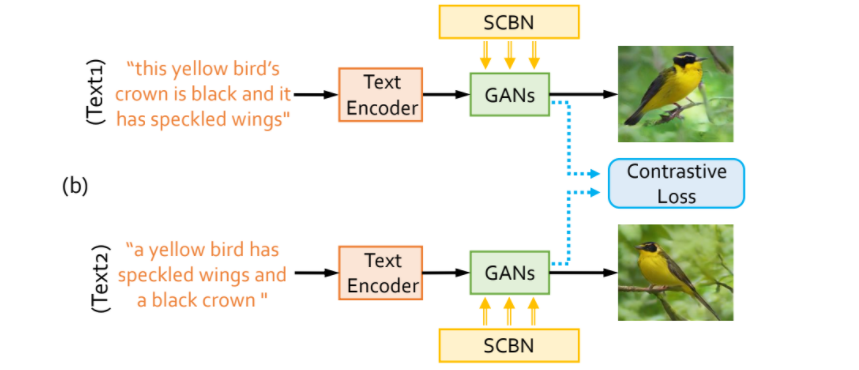 SCBN
(Text1)
“this yellow bird’s
crown is black and it
has speckled wings"
Text
Encoder
GANs
Contrastive
Loss
(b)
(Text2)
“a yellow bird has
speckled wings and
a black crown "
Text
Encoder
GANs
SCBN